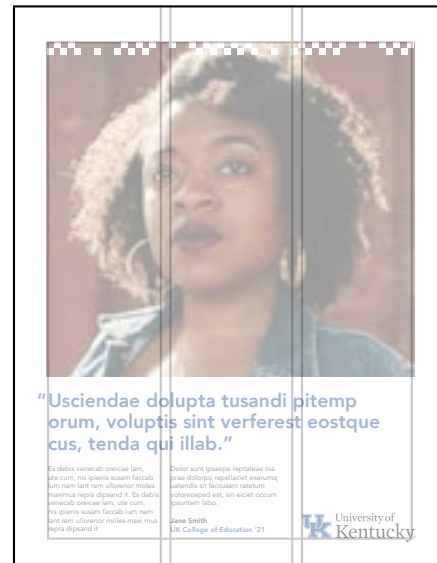 “Usciendae dolupta tusandi pitemp
orum, voluptis sint verferest eostque
cus, tenda qui illab.”
Es debis venecab oreicae lam,
ute cum, nis ipienis susam faccab
ium nam lant rem ullorerior moles
maximus repra dipsand it. Es debis
venecab oreicae lam, ute cum,
nis ipienis susam faccab ium nam
lant rem ullorerior moles maxi mus
repra dipsand it
Dolor sunt ipsaepe reptateae nia
prae dolorpo repellaciet exerumq
uatendis sit faccusam ratetum
voloreceped est, sin eiciet occum
ipsuntem labo.
Jane Smith
UK College of Education ’21
UK
University of
Kentucky